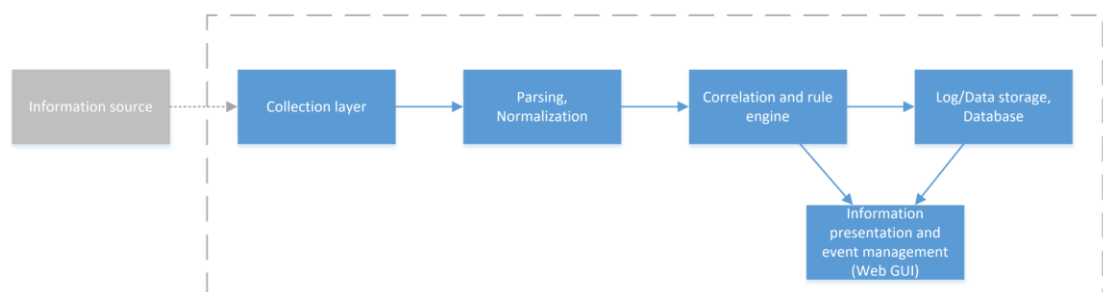 Information source
Collection layer
Parsing,
Normalization
Correlation and rule
engine
Log/Data storage,
Database
Information
presentation and
event management
(Web GUI)